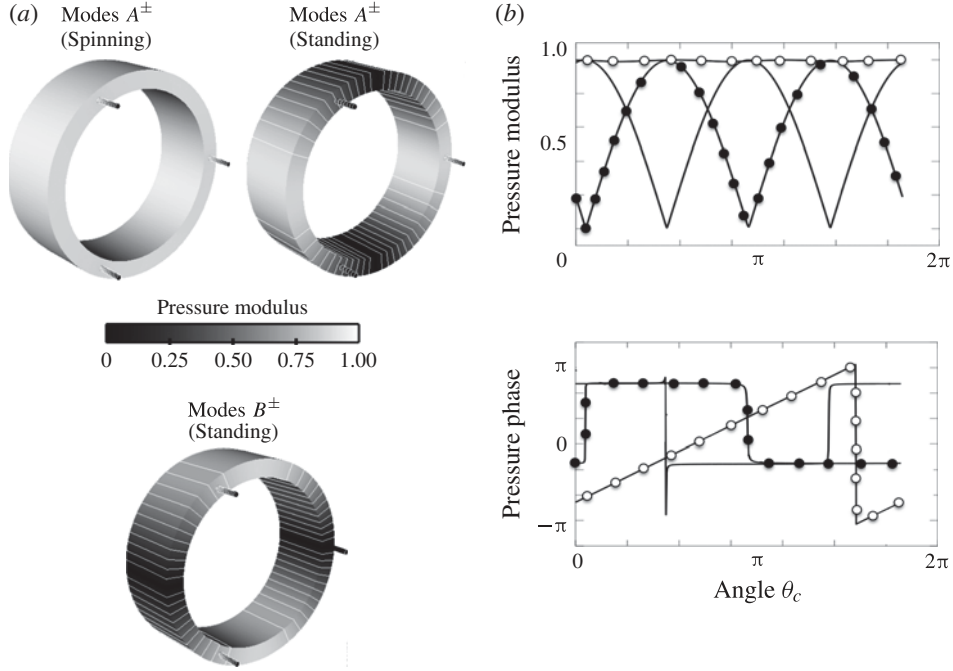 (a)
Modes A±
(Spinning)
Modes A±
(Standing)
Pressure modulus
0 0.25 0.50 0.75 1.00
Modes B±
(Standing)
(b)
Pressure modulus
1.0
0.5
0
0 π 2π
Pressure phase
π
0
−π
0 π 2π
Angle θc